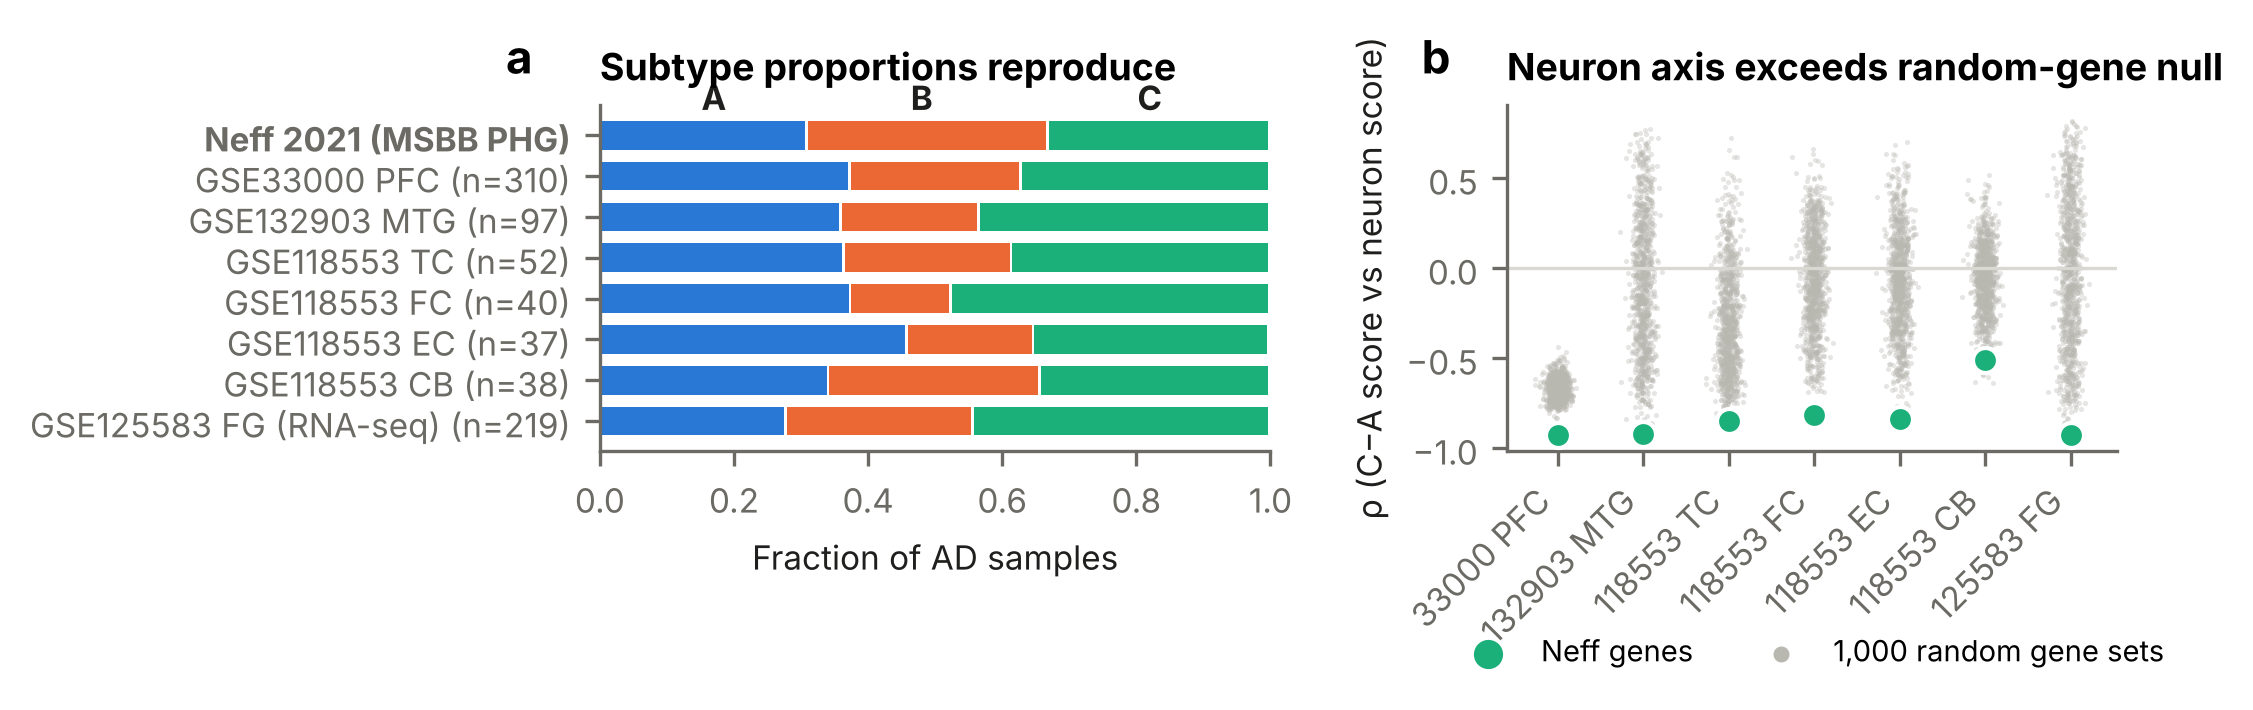 a
Subtype proportions reproduce
A B C
Neff 2021 (MSBB PHG)
GSE33000 PFC (n=310)
GSE132903 MTG (n=97)
GSE118553 TC (n=52)
GSE118553 FC (n=40)
GSE118553 EC (n=37)
GSE118553 CB (n=38)
GSE125583 FG (RNA-seq) (n=219)
0.0 0.2 0.4 0.6 0.8 1.0
Fraction of AD samples
b
Neuron axis exceeds random-gene null
ρ (C−A score vs neuron score)
0.5
0.0
−0.5
−1.0
33000 PFC
132903 MTG
118553 TC
118553 FC
118553 EC
118553 CB
125583 FG
Neff genes
1,000 random gene sets